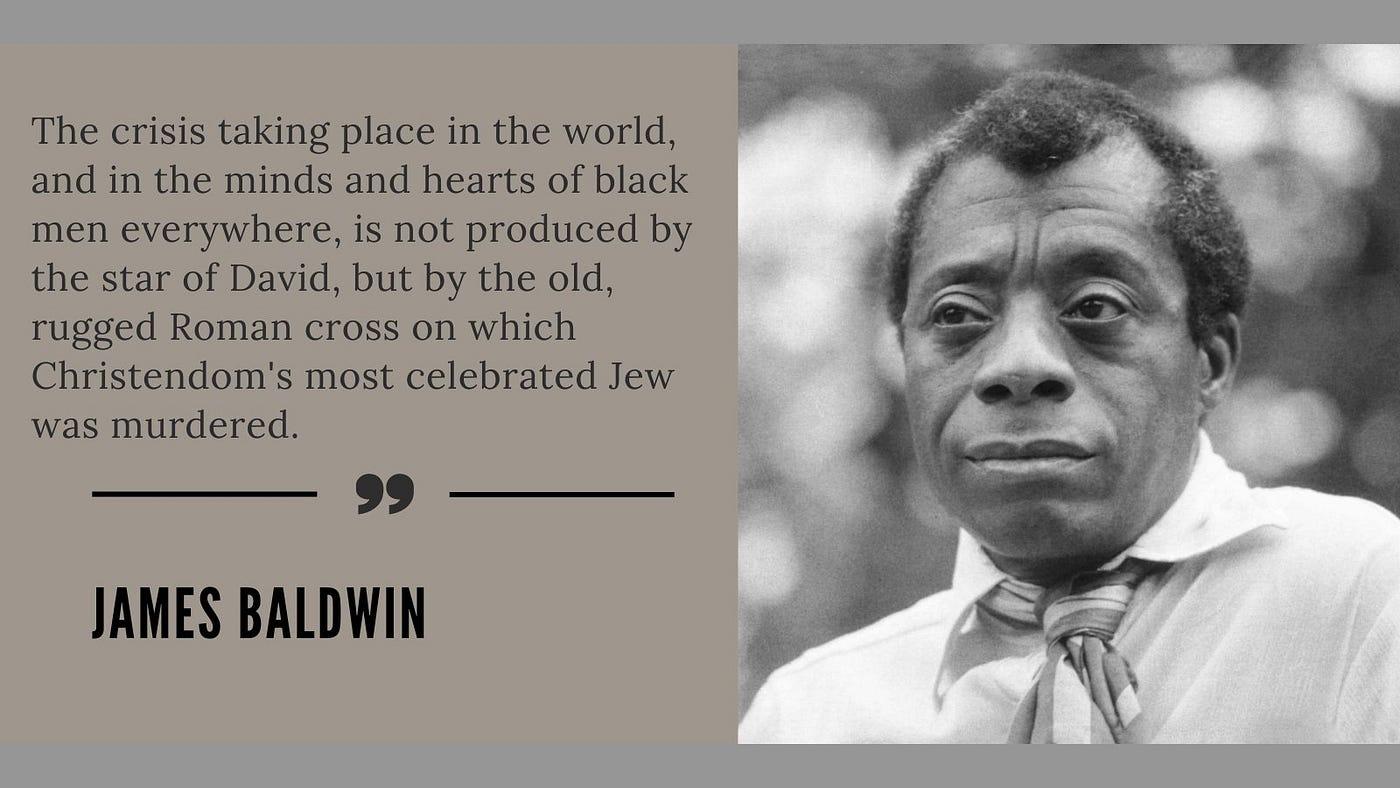 The crisis taking place in the world,
and in the minds and hearts of black
men everywhere, is not produced by
the star of David, but by the old,
rugged Roman cross on which
Christendom's most celebrated Jew
was murdered.
”
JAMES BALDWIN